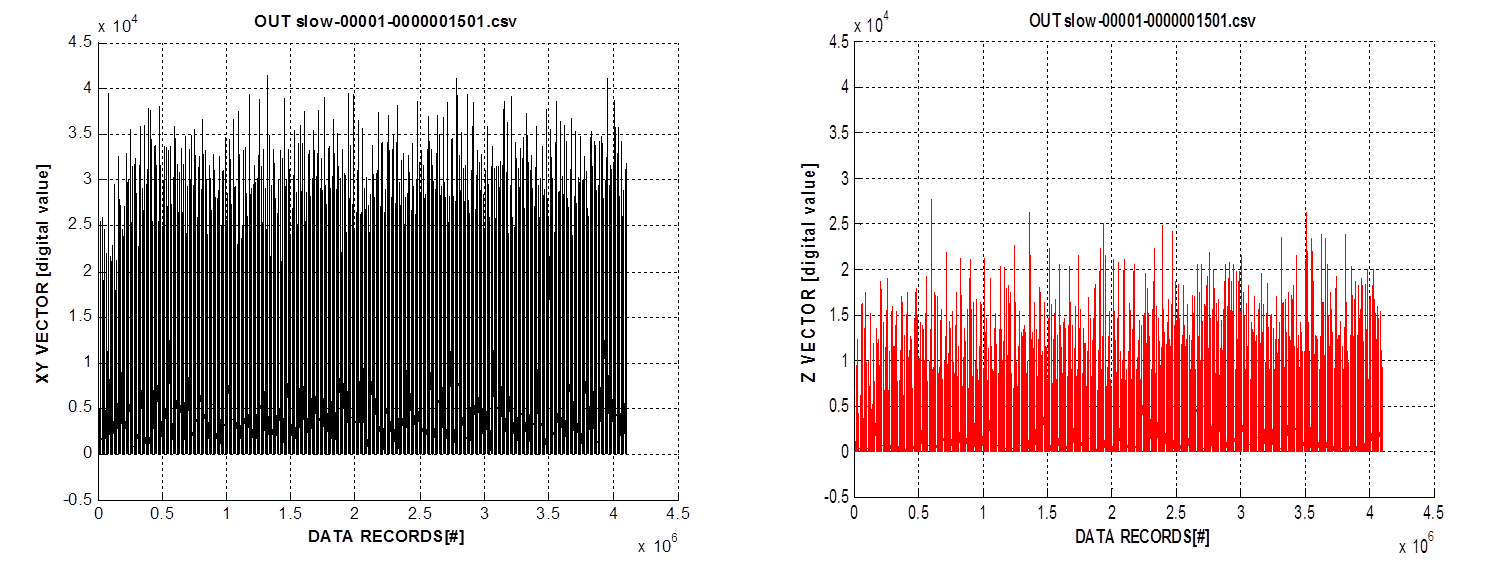 x 10^4
OUT slow-00001-0000001501.csv
4.5
4
3.5
3
2.5
2
1.5
1
0.5
0
-0.5
XY VECTOR [digital value]
0 0.5 1 1.5 2 2.5 3 3.5 4 4.5
DATA RECORDS[#]
x 10^6
x 10^4
OUT slow-00001-0000001501.csv
4.5
4
3.5
3
2.5
2
1.5
1
0.5
0
-0.5
Z VECTOR [digital value]
0 0.5 1 1.5 2 2.5 3 3.5 4 4.5
DATA RECORDS[#]
x 10^6